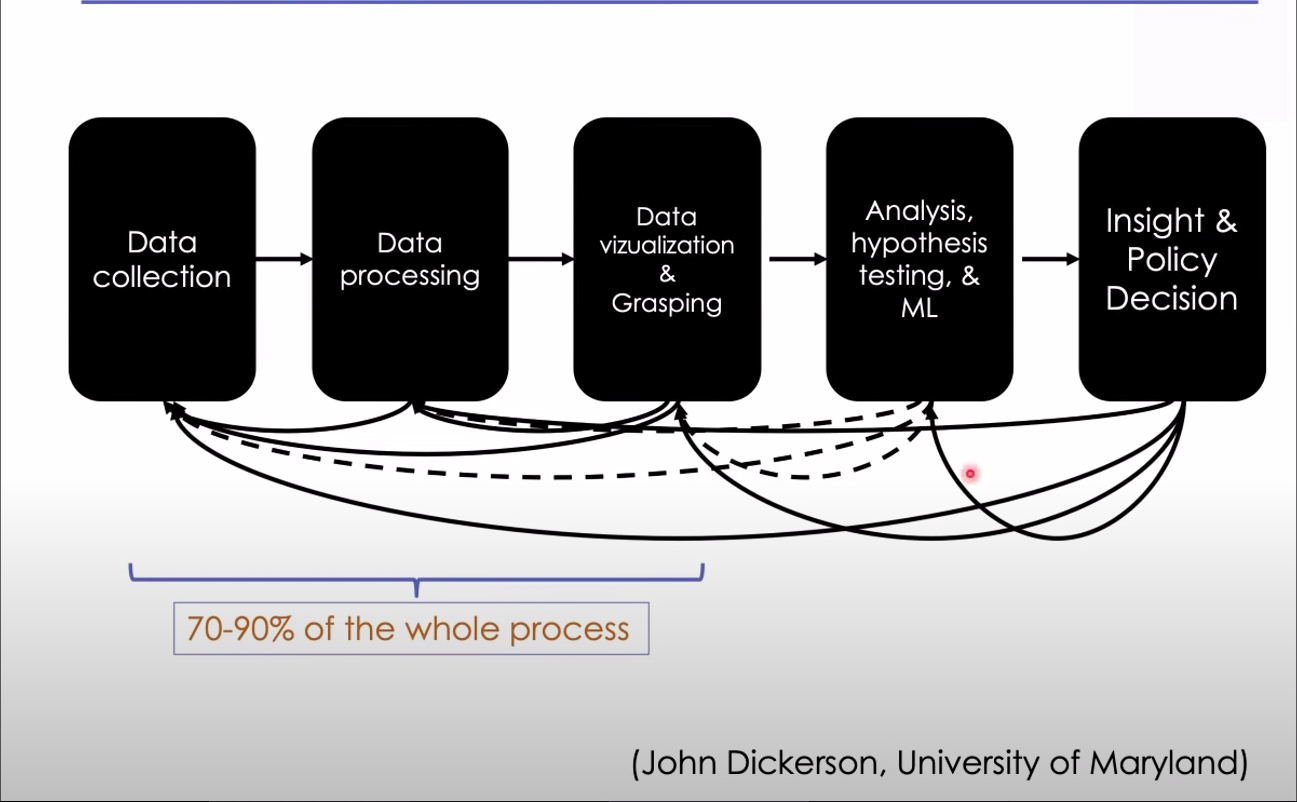 Data
collection
Data
processing
Data
vizualization
&
Grasping
Analysis,
hypothesis
testing, &
ML
Insight &
Policy
Decision
70-90% of the whole process
(John Dickerson, University of Maryland)